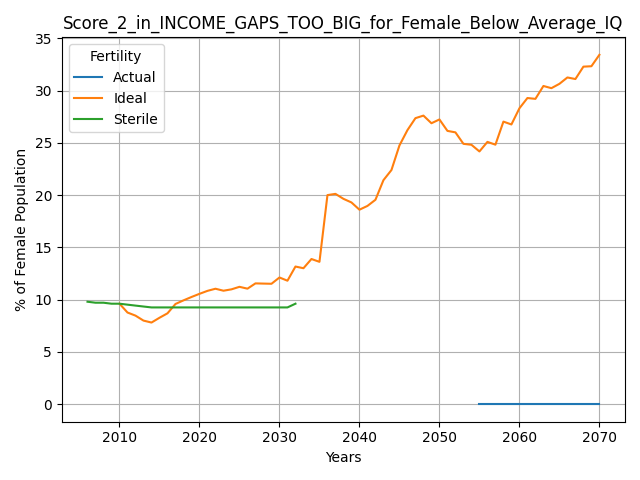 Score_2_in_INCOME_GAPS_TOO_BIG_for_Female_Below_Average_IQ
Fertility
Actual
Ideal
Sterile
% of Female Population
35
30
25
20
15
10
5
0
2010 2020 2030 2040 2050 2060 2070
Years